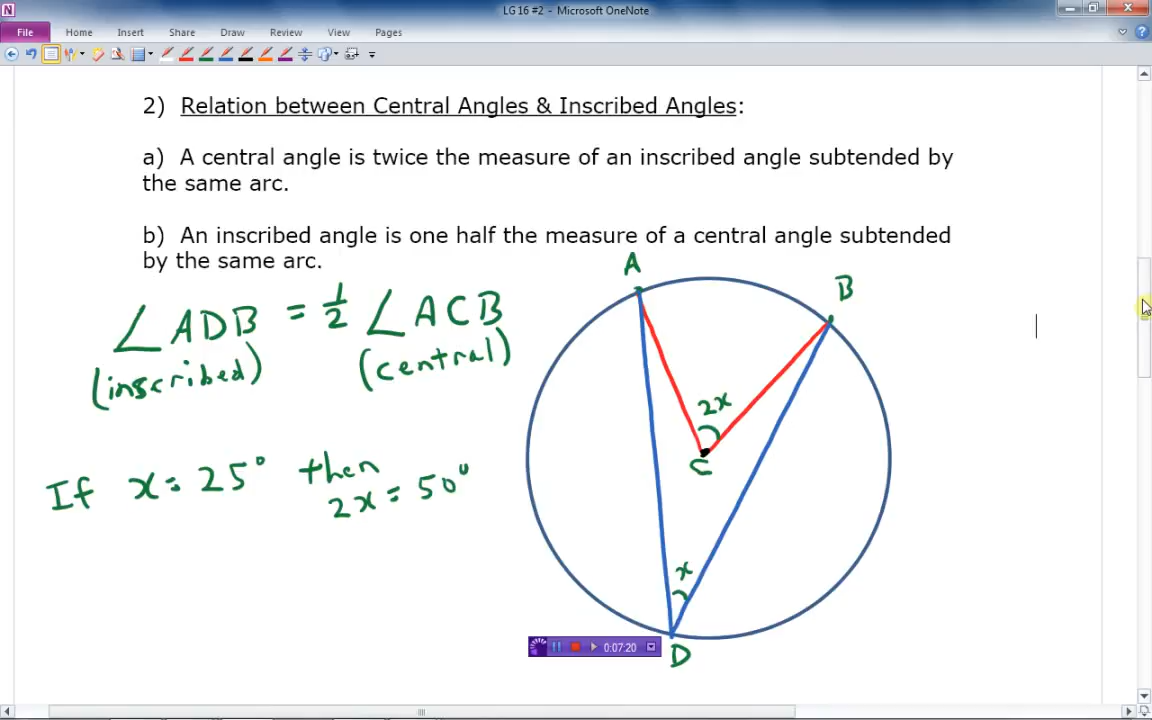 LG 16 #2 - Microsoft OneNote
File Home Insert Share Draw Review View Pages
2) Relation between Central Angles & Inscribed Angles:
a) A central angle is twice the measure of an inscribed angle subtended by
the same arc.
b) An inscribed angle is one half the measure of a central angle subtended
by the same arc.
A
B
∠ADB = 1/2 ∠ACB
(inscribed) (central)
2x
C
If x = 25° then
2x = 50°
x
0:07:20
D